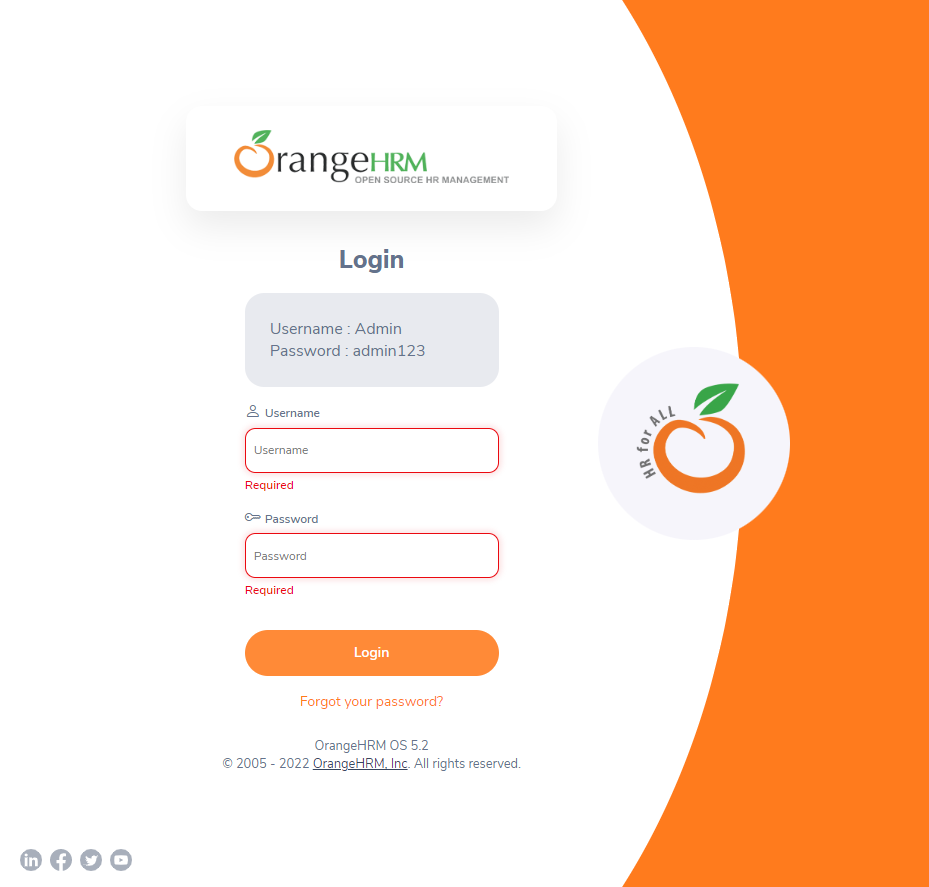 OrangeHRM
OPEN SOURCE HR MANAGEMENT
Login
Username : Admin
Password : admin123
Username
Username
Required
Password
Password
Required
Login
Forgot your password?
OrangeHRM OS 5.2
© 2005 - 2022 OrangeHRM, Inc. All rights reserved.
HR for ALL